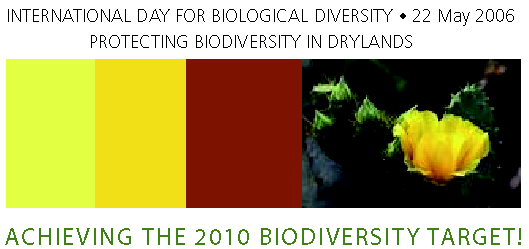 INTERNATIONAL DAY FOR BIOLOGICAL DIVERSITY • 22 May 2006
PROTECTING BIODIVERSITY IN DRYLANDS
ACHIEVING THE 2010 BIODIVERSITY TARGET!